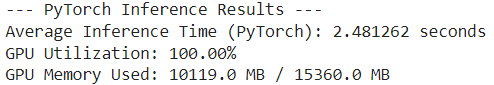 --- PyTorch Inference Results ---
Average Inference Time (PyTorch): 2.481262 seconds
GPU Utilization: 100.00%
GPU Memory Used: 10119.0 MB / 15360.0 MB